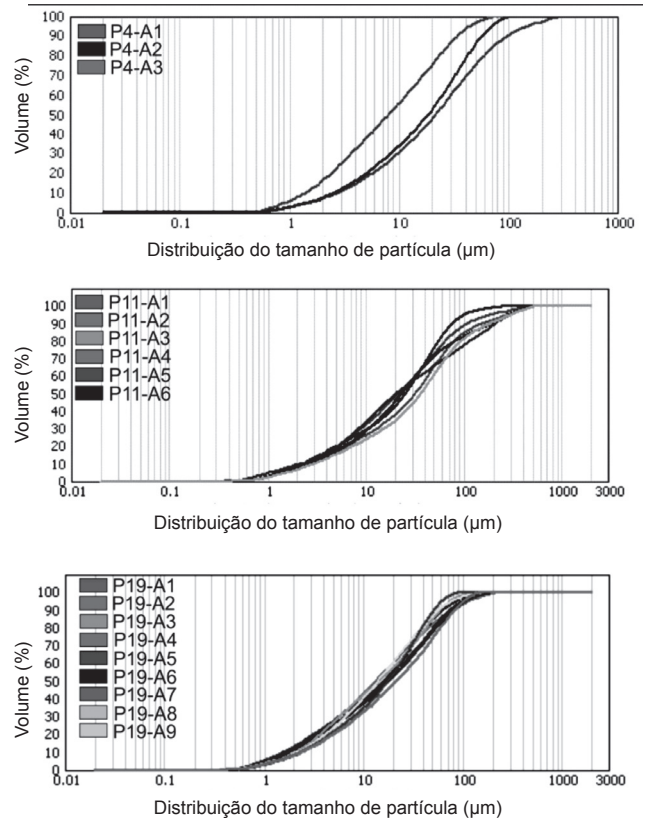 100
90
80
70
60
50
40
30
20
10
0
Volume (%)
P4-A1
P4-A2
P4-A3
0.01 0.1 1 10 100 1000
Distribuição do tamanho de partícula (µm)
100
90
80
70
60
50
40
30
20
10
0
Volume (%)
P11-A1
P11-A2
P11-A3
P11-A4
P11-A5
P11-A6
0.01 0.1 1 10 100 1000 3000
Distribuição do tamanho de partícula (µm)
100
90
80
70
60
50
40
30
20
10
0
Volume (%)
P19-A1
P19-A2
P19-A3
P19-A4
P19-A5
P19-A6
P19-A7
P19-A8
P19-A9
0.01 0.1 1 10 100 1000 3000
Distribuição do tamanho de partícula (µm)